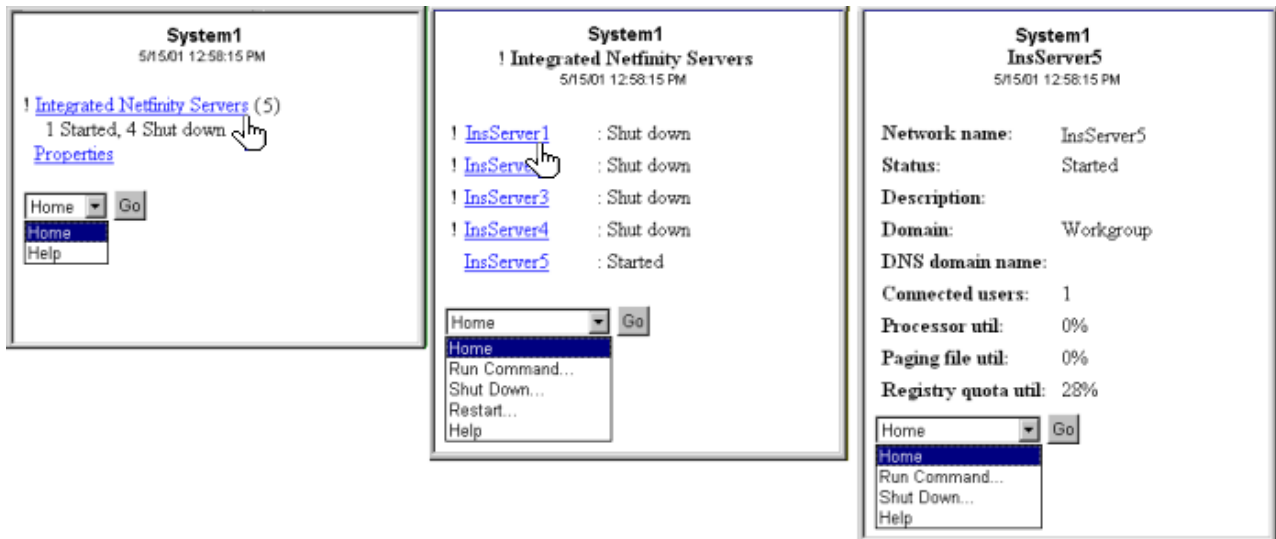 System1
5/15/01 12:58:15 PM
! Integrated Netfinity Servers (5)
1 Started, 4 Shut down
Properties
Home Go
Home
Help
System1
! Integrated Netfinity Servers
5/15/01 12:58:15 PM
! InsServer1 : Shut down
! : Shut down
! InsServer3 : Shut down
! InsServer4 : Shut down
InsServer5 : Started
Home Go
Home
Run Command...
Shut Down...
Restart...
Help
System1
InsServer5
5/15/01 12:58:15 PM
Network name: InsServer5
Status: Started
Description:
Domain: Workgroup
DNS domain name:
Connected users: 1
Processor util: 0%
Paging file util: 0%
Registry quota util: 28%
Home Go
Home
Run Command...
Shut Down...
Help